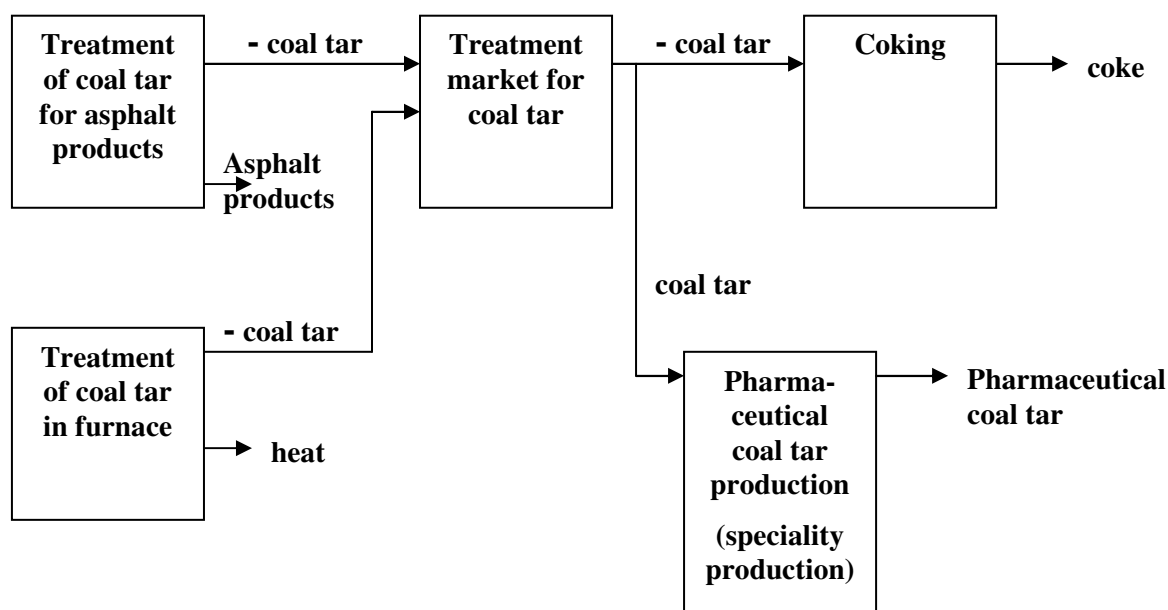 Treatment
of coal tar
for asphalt
products
- coal tar
Asphalt
products
Treatment
market for
coal tar
- coal tar
Coking
coke
coal tar
Treatment
of coal tar
in furnace
- coal tar
heat
Pharma-
ceutical
coal tar
production
(speciality
production)
Pharmaceutical
coal tar